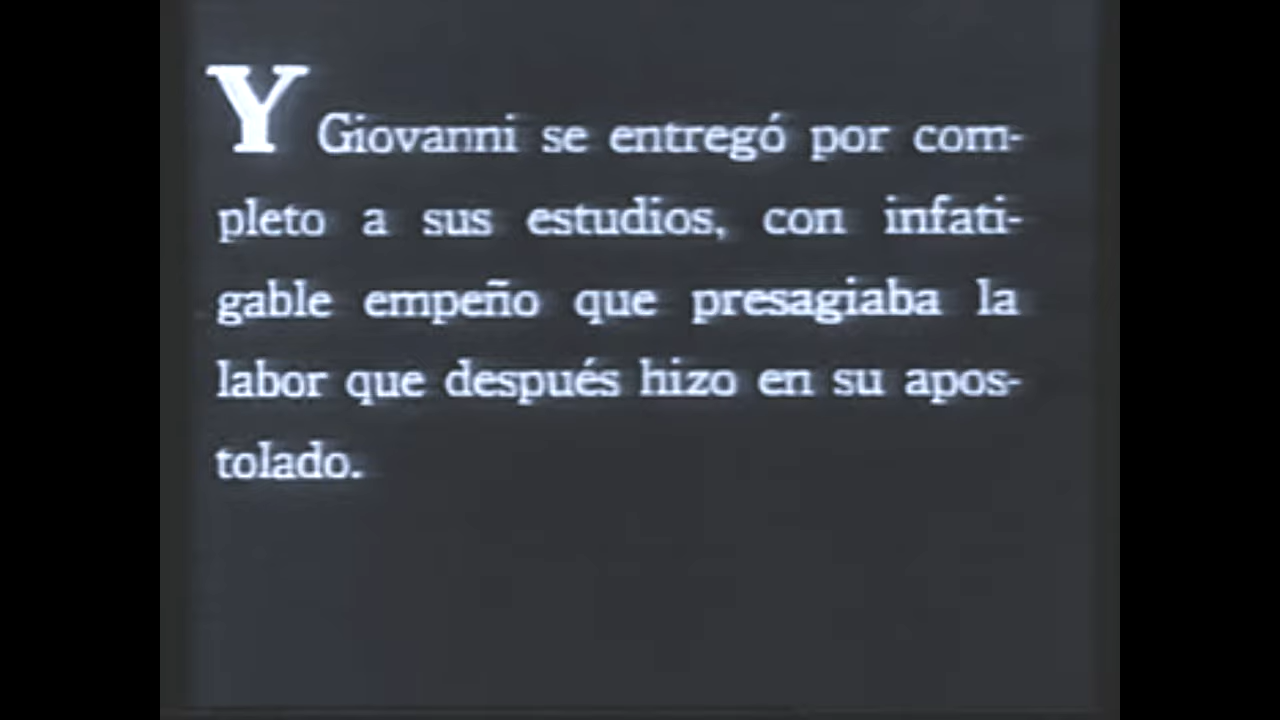 Y Giovanni se entregó por com-
pleto a sus estudios, con infati-
gable empeño que presagiaba la
labor que después hizo en su apos-
tolado.